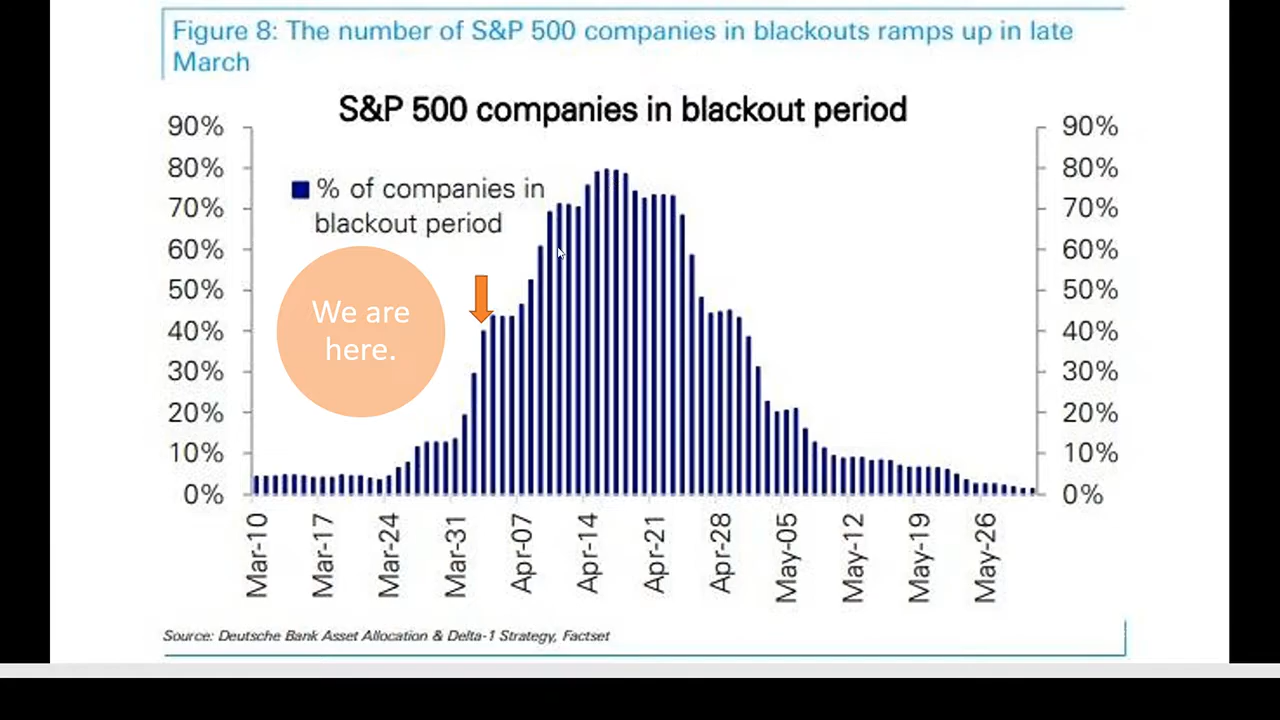 Figure 8: The number of S&P 500 companies in blackouts ramps up in late
March
S&P 500 companies in blackout period
90%
80%
70%
60%
50%
40%
30%
20%
10%
0%
% of companies in
blackout period
We are
here.
90%
80%
70%
60%
50%
40%
30%
20%
10%
0%
Mar-10
Mar-17
Mar-24
Mar-31
Apr-07
Apr-14
Apr-21
Apr-28
May-05
May-12
May-19
May-26
Source: Deutsche Bank Asset Allocation & Delta-1 Strategy, Factset